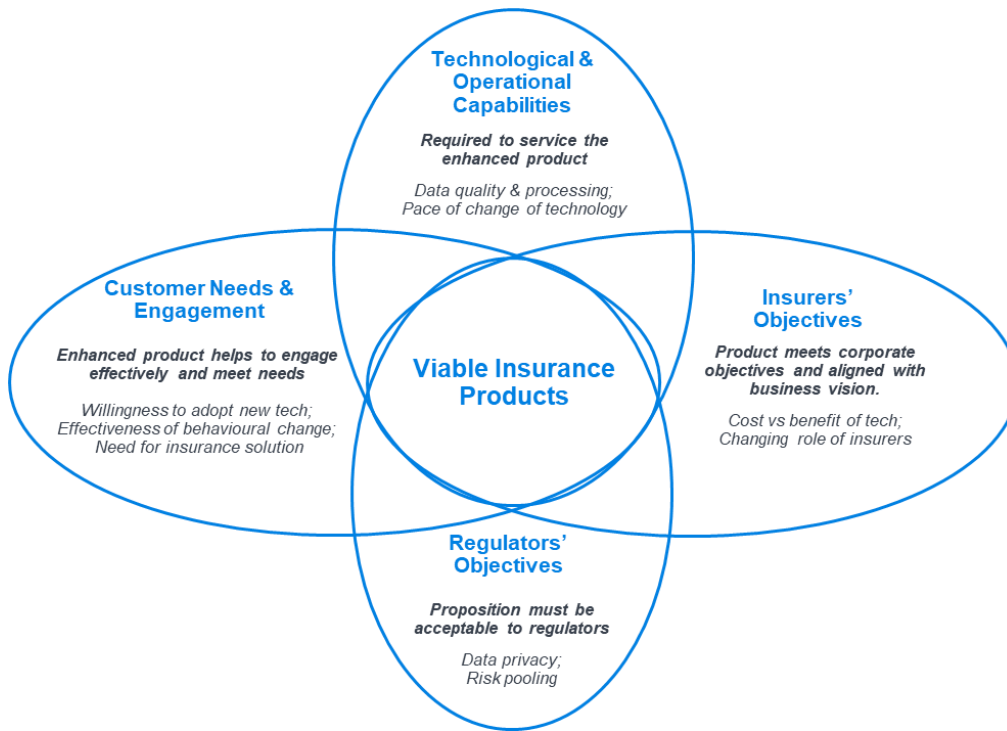 Technological &
Operational
Capabilities
Required to service the
enhanced product
Data quality & processing;
Pace of change of technology
Customer Needs &
Engagement
Enhanced product helps to engage
effectively and meet needs
Willingness to adopt new tech;
Effectiveness of behavioural change;
Need for insurance solution
Viable Insurance
Products
Insurers’
Objectives
Product meets corporate
objectives and aligned with
business vision.
Cost vs benefit of tech;
Changing role of insurers
Regulators’
Objectives
Proposition must be
acceptable to regulators
Data privacy;
Risk pooling